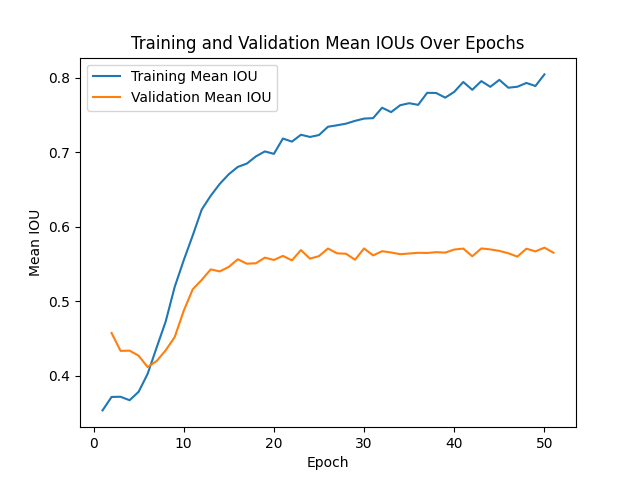 Training and Validation Mean IOUs Over Epochs
Training Mean IOU
Validation Mean IOU
0.8
0.7
0.6
0.5
0.4
Mean IOU
0 10 20 30 40 50
Epoch